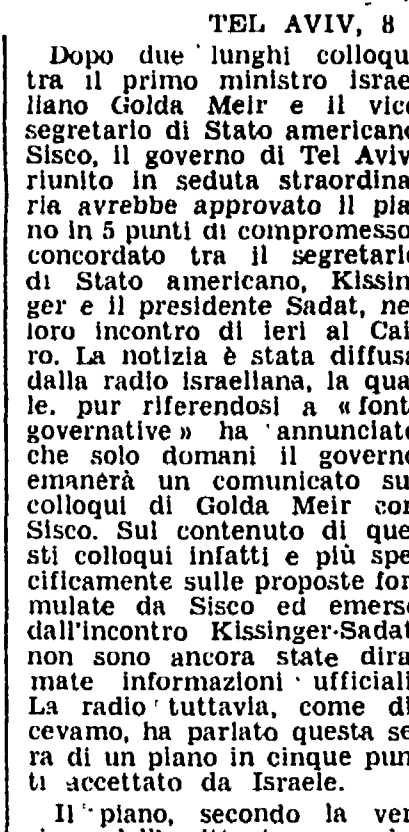 TEL AVIV, 8
Dopo due lunghi colloqu
tra il primo ministro israe
liano Golda Meir e il vice
segretario di Stato americano
Sisco, il governo di Tel Aviv
riunito in seduta straordina
ria avrebbe approvato il pia
no in 5 punti di compromesso
concordato tra il segretario
di Stato americano, Kissin
ger e il presidente Sadat, ne
loro incontro di ieri al Cai
ro. La notizia è stata diffusa
dalla radio israeliana, la qua
le. pur riferendosi a « font
governative » ha annunciato
che solo domani il governo
emanerà un comunicato su
colloqui di Golda Meir con
Sisco. Sul contenuto di que
sti colloqui infatti e più spe
cificamente sulle proposte for
mulate da Sisco ed emerse
dall'incontro Kissinger-Sadat
non sono ancora state dira
mate informazioni ufficiali
La radio tuttavia, come di
cevamo, ha parlato questa se
ra di un piano in cinque pun
ti accettato da Israele.
Il piano, secondo la ver